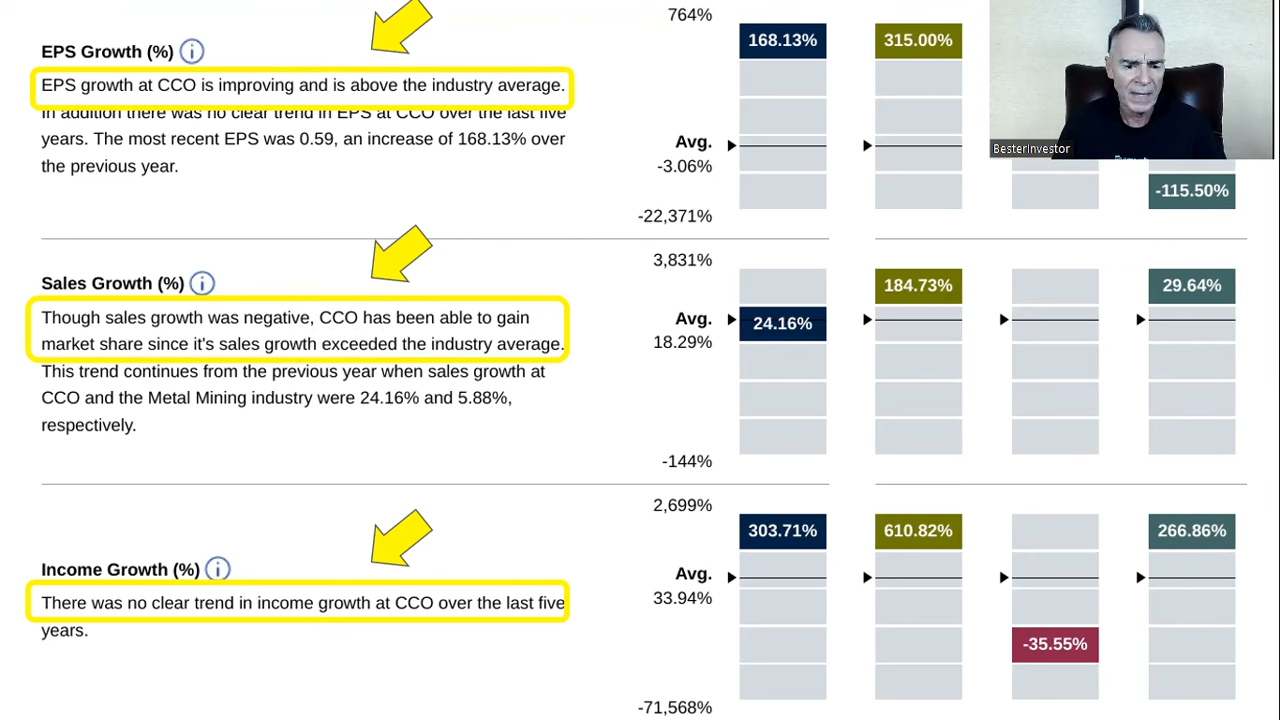 764%
168.13%
315.00%
EPS Growth (%)
EPS growth at CCO is improving and is above the industry average.
In addition there was no clear trend in EPS at CCO over the last five
years. The most recent EPS was 0.59, an increase of 168.13% over
the previous year.
Avg.
-3.06%
BesterInvestor
-115.50%
-22,371%
3,831%
Sales Growth (%)
184.73%
29.64%
Though sales growth was negative, CCO has been able to gain
market share since it's sales growth exceeded the industry average.
This trend continues from the previous year when sales growth at
CCO and the Metal Mining industry were 24.16% and 5.88%,
respectively.
Avg.
18.29%
24.16%
-144%
2,699%
303.71%
610.82%
266.86%
Income Growth (%)
There was no clear trend in income growth at CCO over the last five
years.
Avg.
33.94%
-35.55%
-71,568%